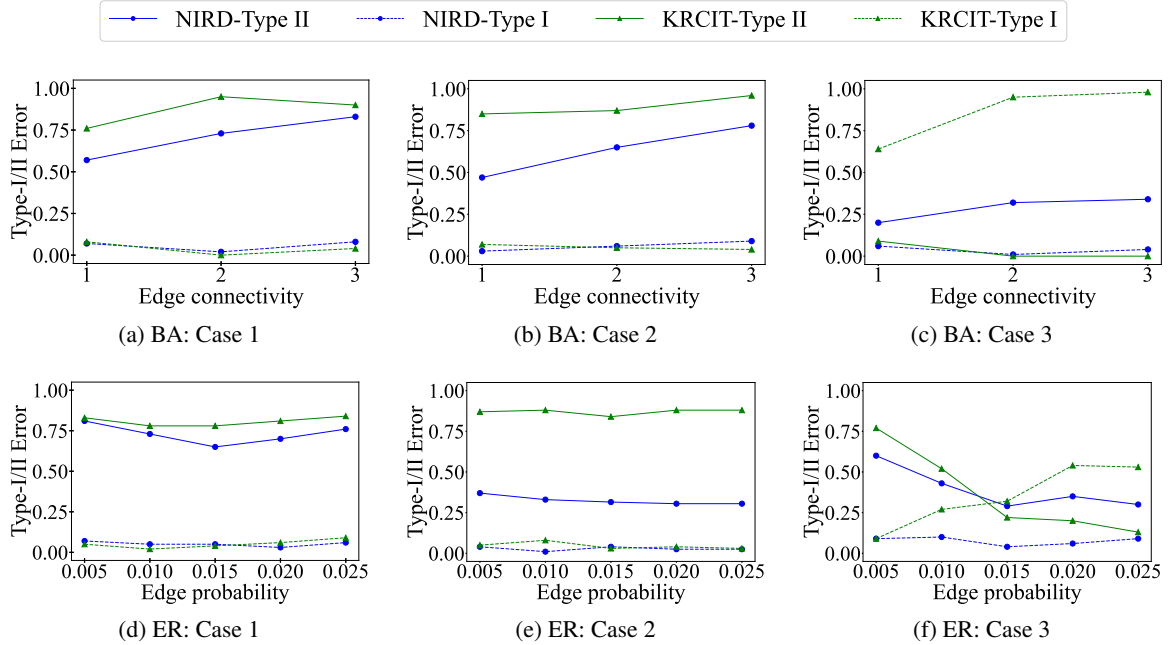 NIRD-Type II NIRD-Type I KRCIT-Type II KRCIT-Type I
Type-I/II Error
1.00
0.75
0.50
0.25
0.00
1 2 3
Edge connectivity
(a) BA: Case 1
Type-I/II Error
1.00
0.75
0.50
0.25
0.00
1 2 3
Edge connectivity
(b) BA: Case 2
Type-I/II Error
1.00
0.75
0.50
0.25
0.00
1 2 3
Edge connectivity
(c) BA: Case 3
Type-I/II Error
1.00
0.75
0.50
0.25
0.00
0.005 0.010 0.015 0.020 0.025
Edge probability
(d) ER: Case 1
Type-I/II Error
1.00
0.75
0.50
0.25
0.00
0.005 0.010 0.015 0.020 0.025
Edge probability
(e) ER: Case 2
Type-I/II Error
1.00
0.75
0.50
0.25
0.00
0.005 0.010 0.015 0.020 0.025
Edge probability
(f) ER: Case 3